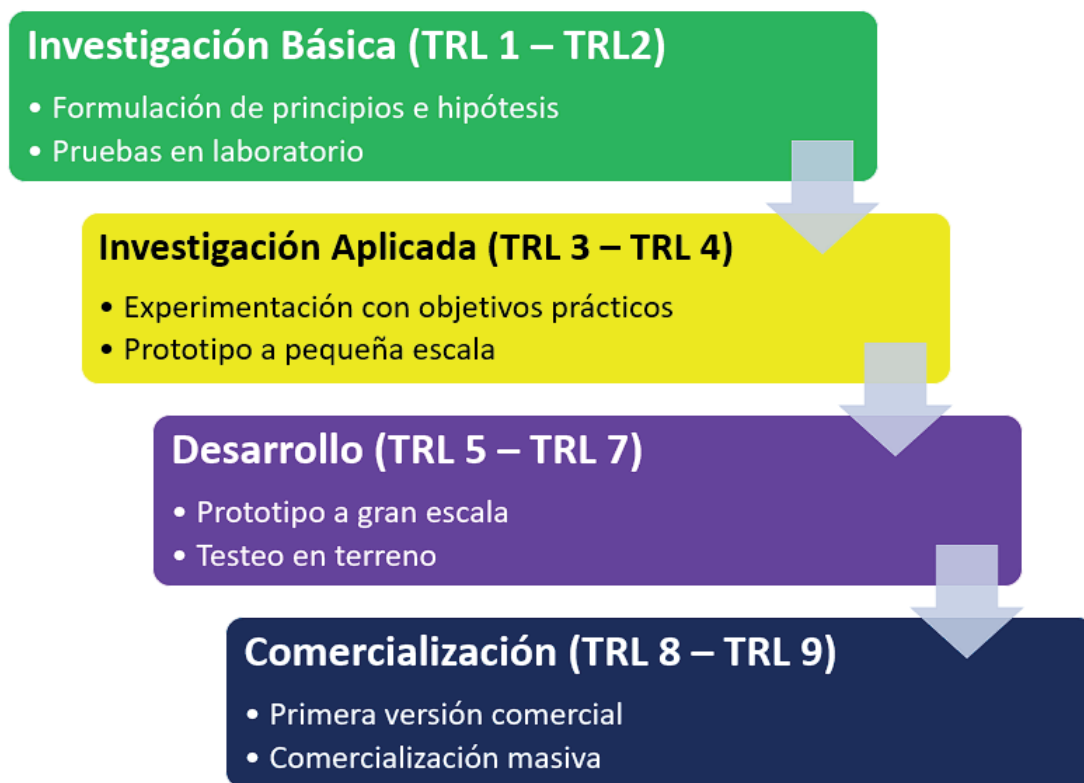 Investigación Básica (TRL 1 – TRL2)
• Formulación de principios e hipótesis
• Pruebas en laboratorio
Investigación Aplicada (TRL 3 – TRL 4)
• Experimentación con objetivos prácticos
• Prototipo a pequeña escala
Desarrollo (TRL 5 – TRL 7)
• Prototipo a gran escala
• Testeo en terreno
Comercialización (TRL 8 – TRL 9)
• Primera versión comercial
• Comercialización masiva